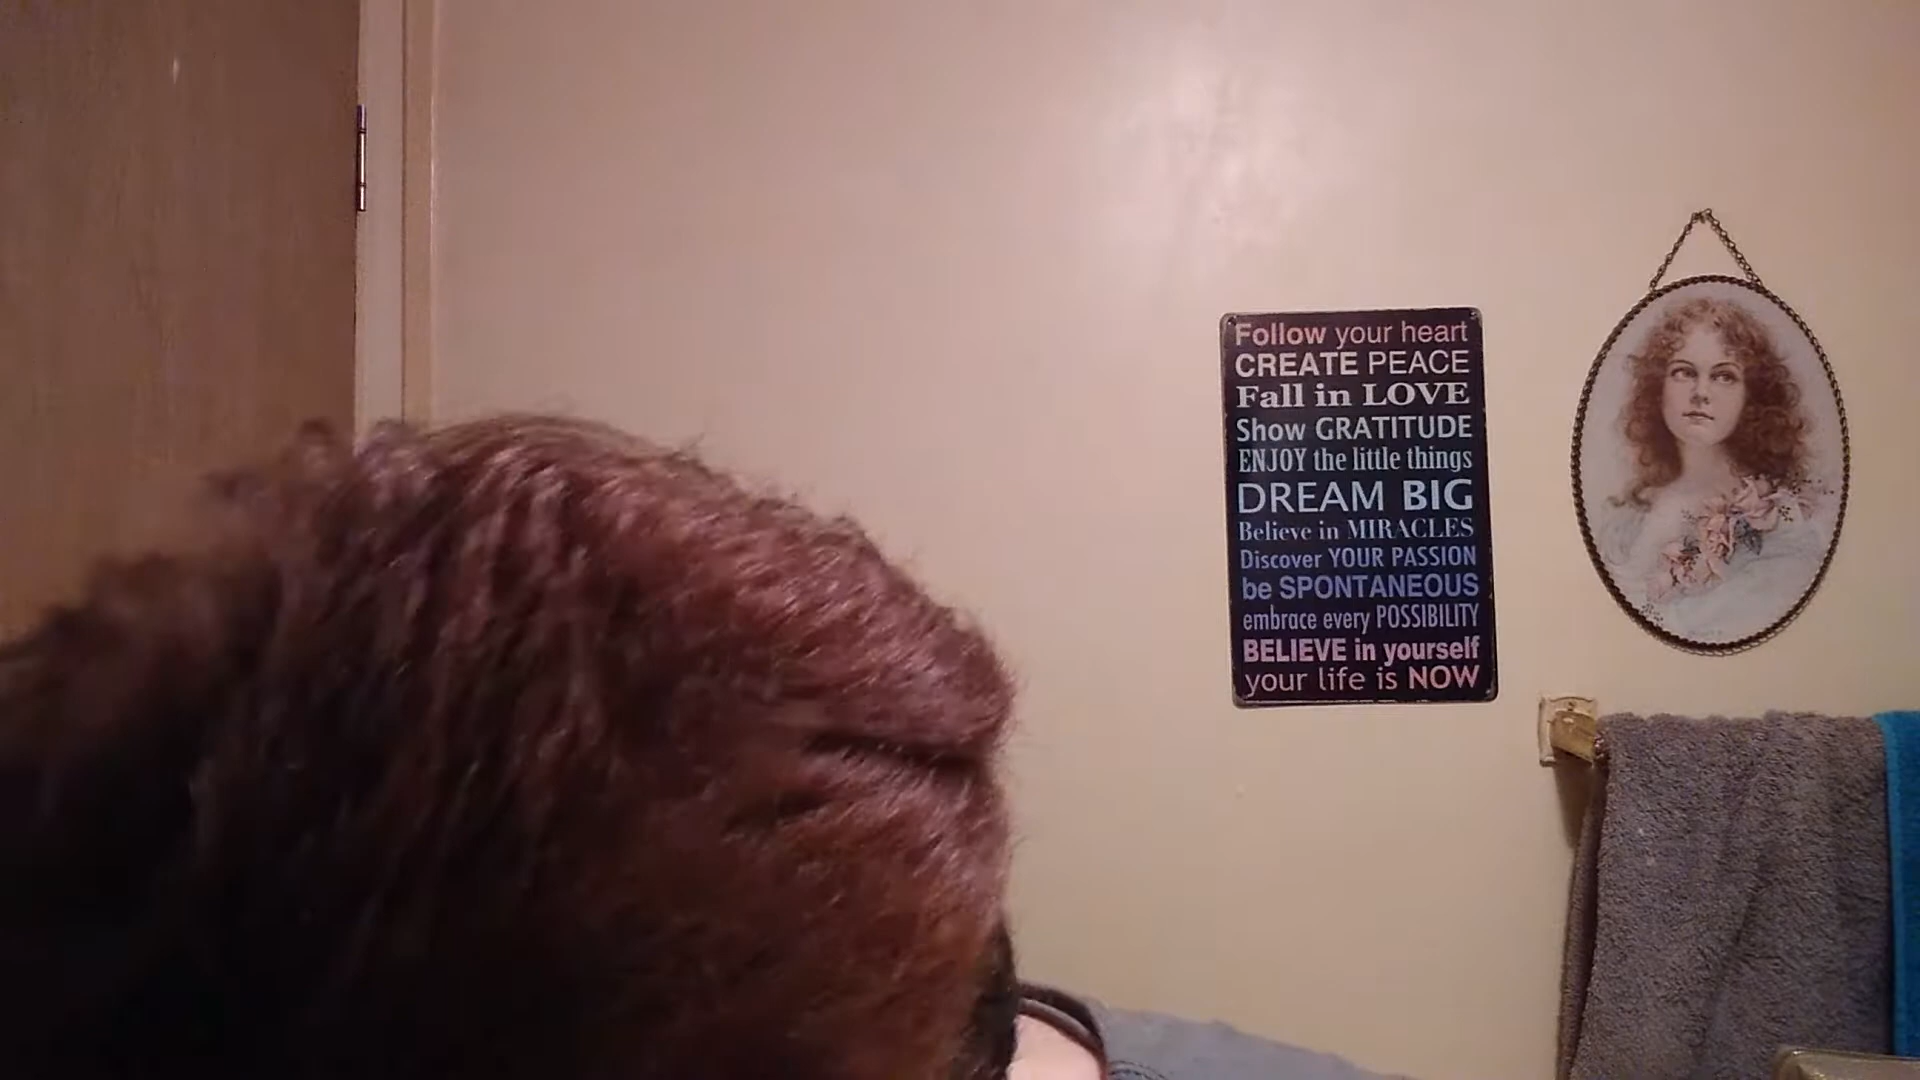 Follow your heart
CREATE PEACE
Fall in LOVE
Show GRATITUDE
ENJOY the little things
DREAM BIG
Believe in MIRACLES
Discover YOUR PASSION
be SPONTANEOUS
embrace every POSSIBILITY
BELIEVE in yourself
your life is NOW